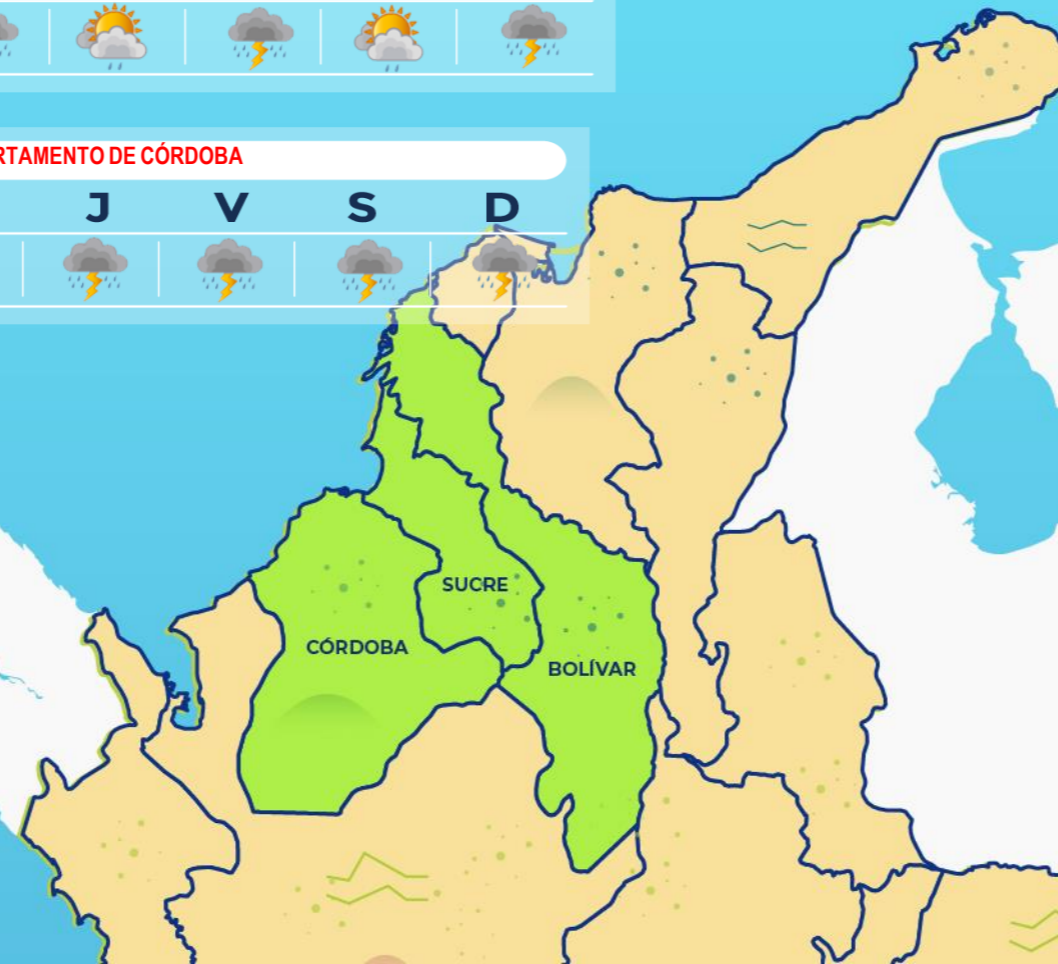 RTAMENTO DE CÓRDOBA
J V S D
SUCRE
CÓRDOBA
BOLÍVAR